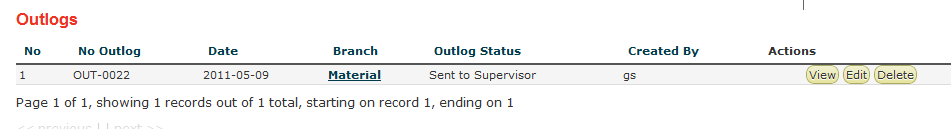 Outlogs
No No Outlog Date Branch Outlog Status Created By Actions
1 OUT-0022 2011-05-09 Material Sent to Supervisor gs View Edit Delete
Page 1 of 1, showing 1 records out of 1 total, starting on record 1, ending on 1
<< previous | | next >>